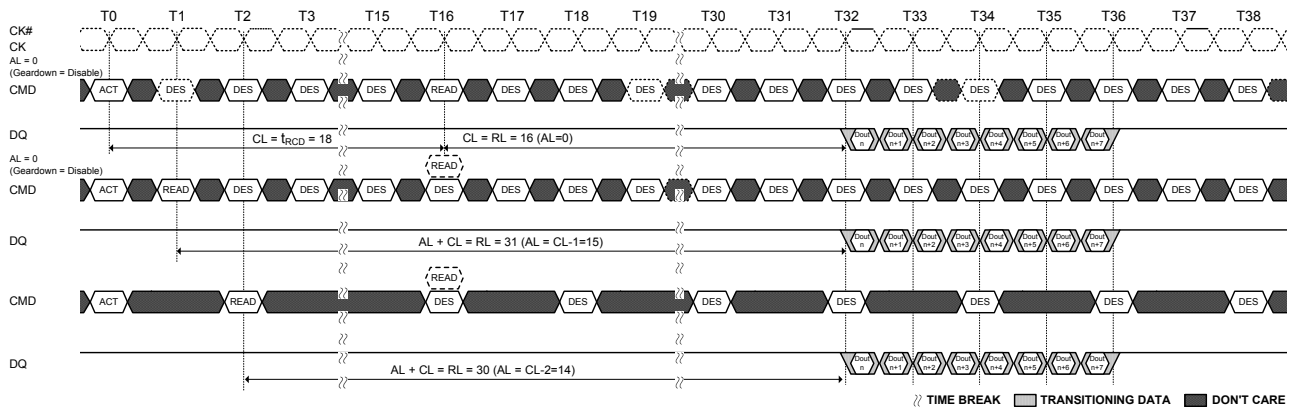 T0 T1 T2 T3 T15 T16 T17 T18 T19 T30 T31 T32 T33 T34 T35 T36 T37 T38
CK#
CK
AL = 0
(Geardown = Disable)
CMD ACT DES DES DES DES READ DES DES DES DES DES DES DES DES DES DES DES DES
DQ Dout n Dout n+1 Dout n+2 Dout n+3 Dout n+4 Dout n+5 Dout n+6 Dout n+7
CL = tRCD = 18 CL = RL = 16 (AL=0)
AL = 0
(Geardown = Disable)
READ
CMD ACT READ DES DES DES DES DES DES DES DES DES DES DES DES DES DES DES DES
DQ Dout n Dout n+1 Dout n+2 Dout n+3 Dout n+4 Dout n+5 Dout n+6 Dout n+7
AL + CL = RL = 31 (AL = CL-1=15)
READ
CMD ACT READ DES DES DES DES DES DES DES
DQ Dout n Dout n+1 Dout n+2 Dout n+3 Dout n+4 Dout n+5 Dout n+6 Dout n+7
AL + CL = RL = 30 (AL = CL-2=14)
TIME BREAK TRANSITIONING DATA DON'T CARE